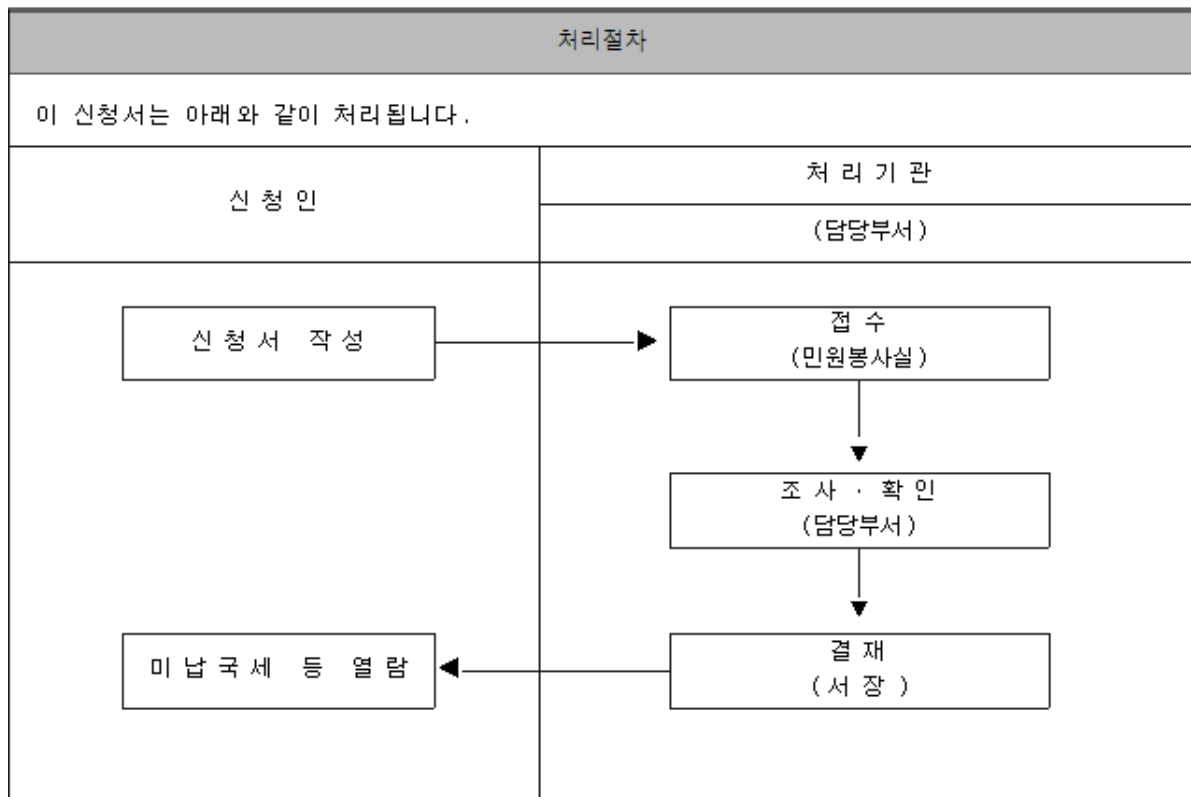 처리절차
이 신청서는 아래와 같이 처리됩니다.
신 청 인
처 리 기 관
(담당부서)
신 청 서 작 성
접 수
(민원봉사실)
조 사 · 확 인
(담당부서)
미 납 국 세 등 열 람
결 재
( 서 장 )